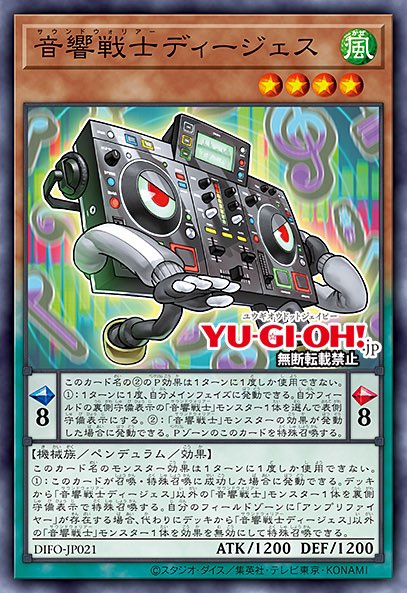 サウンドウォリアー
音響戦士ディージェス
かぜ
風
ユウギオウドットジェイピー
YU-GI-OH!.jp
無断転載禁止
8
このカード名の②のP効果は1ターンに1度しか使用できない。
①：1ターンに1度、自分メインフェイズに発動できる。自分フィー
ルドの裏側守備表示の「音響戦士」モンスター1体を選んで表側
守備表示にする。②：「音響戦士」モンスターの効果が発動
した場合に発動できる。Pゾーンのこのカードを特殊召喚する。
8
【機械族／ペンデュラム／効果】
このカード名のモンスター効果は1ターンに1度しか使用できない。
①：このカードが召喚・特殊召喚に成功した場合に発動できる。デッキ
から「音響戦士ディージェス」以外の「音響戦士」モンスター1体を裏側
守備表示で特殊召喚する。自分のフィールドゾーンに「アンプリファイ
ヤー」が存在する場合、代わりにデッキから「音響戦士ディージェス」以外
の「音響戦士」モンスター1体を効果を無効にして特殊召喚できる。
DIFO-JP021
ATK/1200 DEF/1200
©スタジオ・ダイス／集英社・テレビ東京・KONAMI